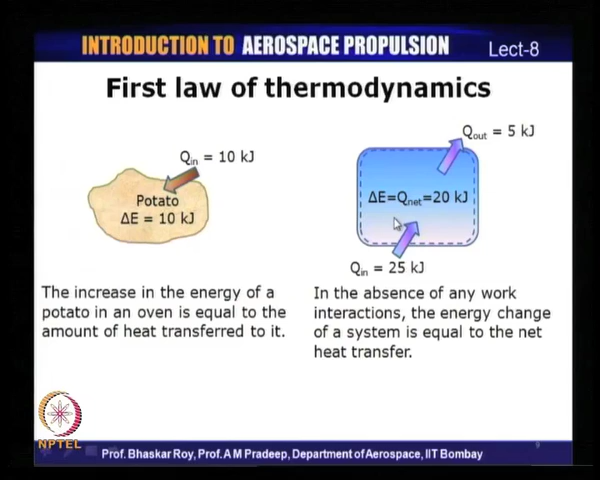 INTRODUCTION TO AEROSPACE PROPULSION Lect-8
First law of thermodynamics
Qin = 10 kJ
Potato
ΔE = 10 kJ
The increase in the energy of a
potato in an oven is equal to the
amount of heat transferred to it.
Qout = 5 kJ
ΔE=Qnet=20 kJ
Qin = 25 kJ
In the absence of any work
interactions, the energy change
of a system is equal to the net
heat transfer.
NPTEL
9
Prof. Bhaskar Roy, Prof. A M Pradeep, Department of Aerospace, IIT Bombay